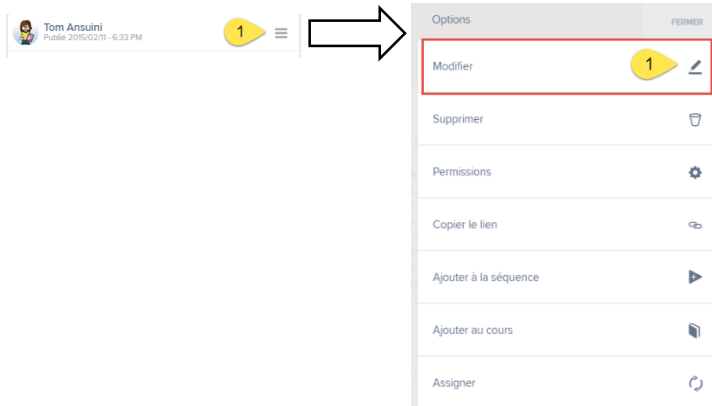 Tom Ansuini
Publié 2015/02/11 - 6:33 PM
1
Options
FERMER
Modifier
1
Supprimer
Permissions
Copier le lien
Ajouter à la séquence
Ajouter au cours
Assigner